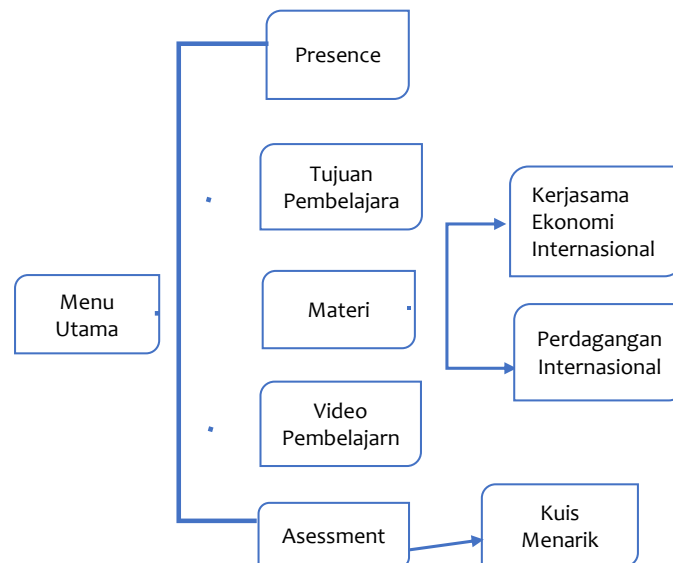 Presence
Tujuan
Pembelajara
Kerjasama
Ekonomi
Internasional
Menu
Utama
Materi
Perdagangan
Internasional
Video
Pembelajarn
Asessment
Kuis
Menarik